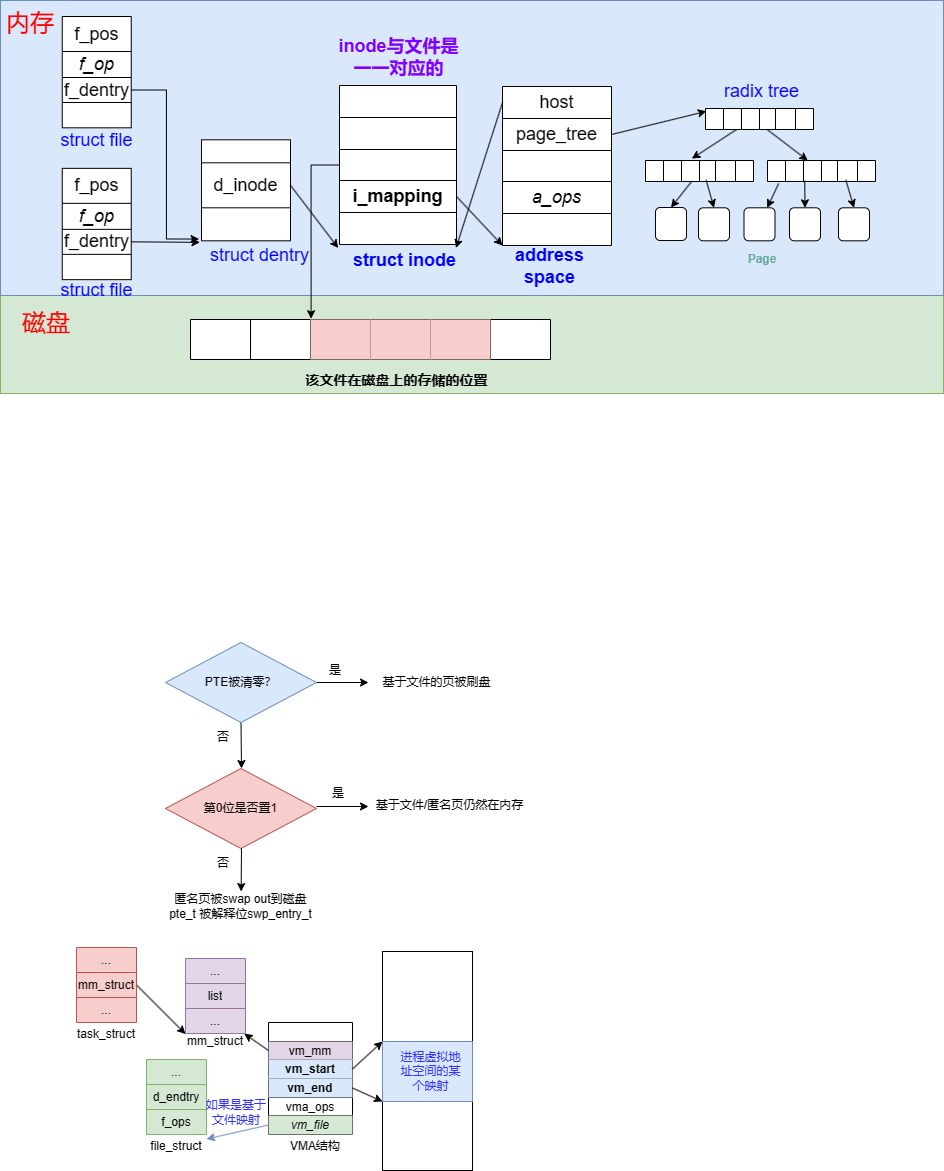 内存
f_pos
f_op
f_dentry
struct file
f_pos
f_op
f_dentry
struct file
d_inode
struct dentry
inode与文件是
一一对应的
i_mapping
struct inode
host
page_tree
a_ops
address
space
radix tree
Page
磁盘
该文件在磁盘上的存储的位置
PTE被清零?
是
基于文件的页被刷盘
否
第0位是否置1
是
基于文件/匿名页仍然在内存
否
匿名页被swap out到磁盘
pte_t 被解释位swp_entry_t
...
mm_struct
...
task_struct
...
list
...
mm_struct
vm_mm
vm_start
vm_end
vma_ops
vm_file
VMA结构
...
d_endtry
f_ops
file_struct
如果是基于
文件映射
进程虚拟地
址空间的某
个映射